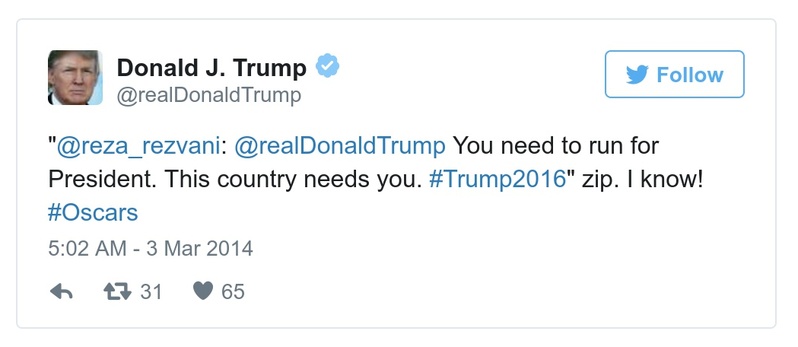 Donald J. Trump
@realDonaldTrump
Follow
"@reza_rezvani: @realDonaldTrump You need to run for
President. This country needs you. #Trump2016" zip. I know!
#Oscars
5:02 AM - 3 Mar 2014
31 65